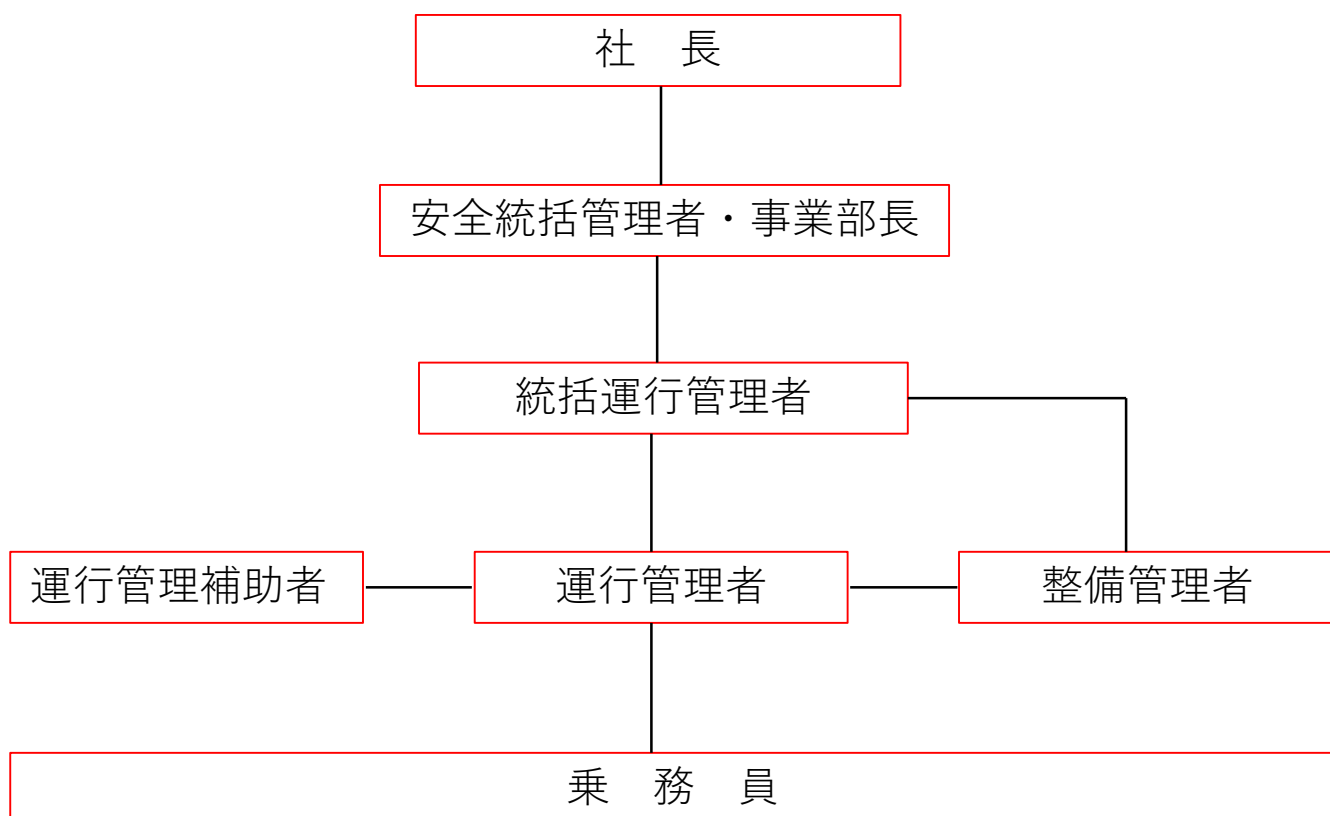 社　長
安全統括管理者・事業部長
統括運行管理者
運行管理補助者
運行管理者
整備管理者
乗　務　員